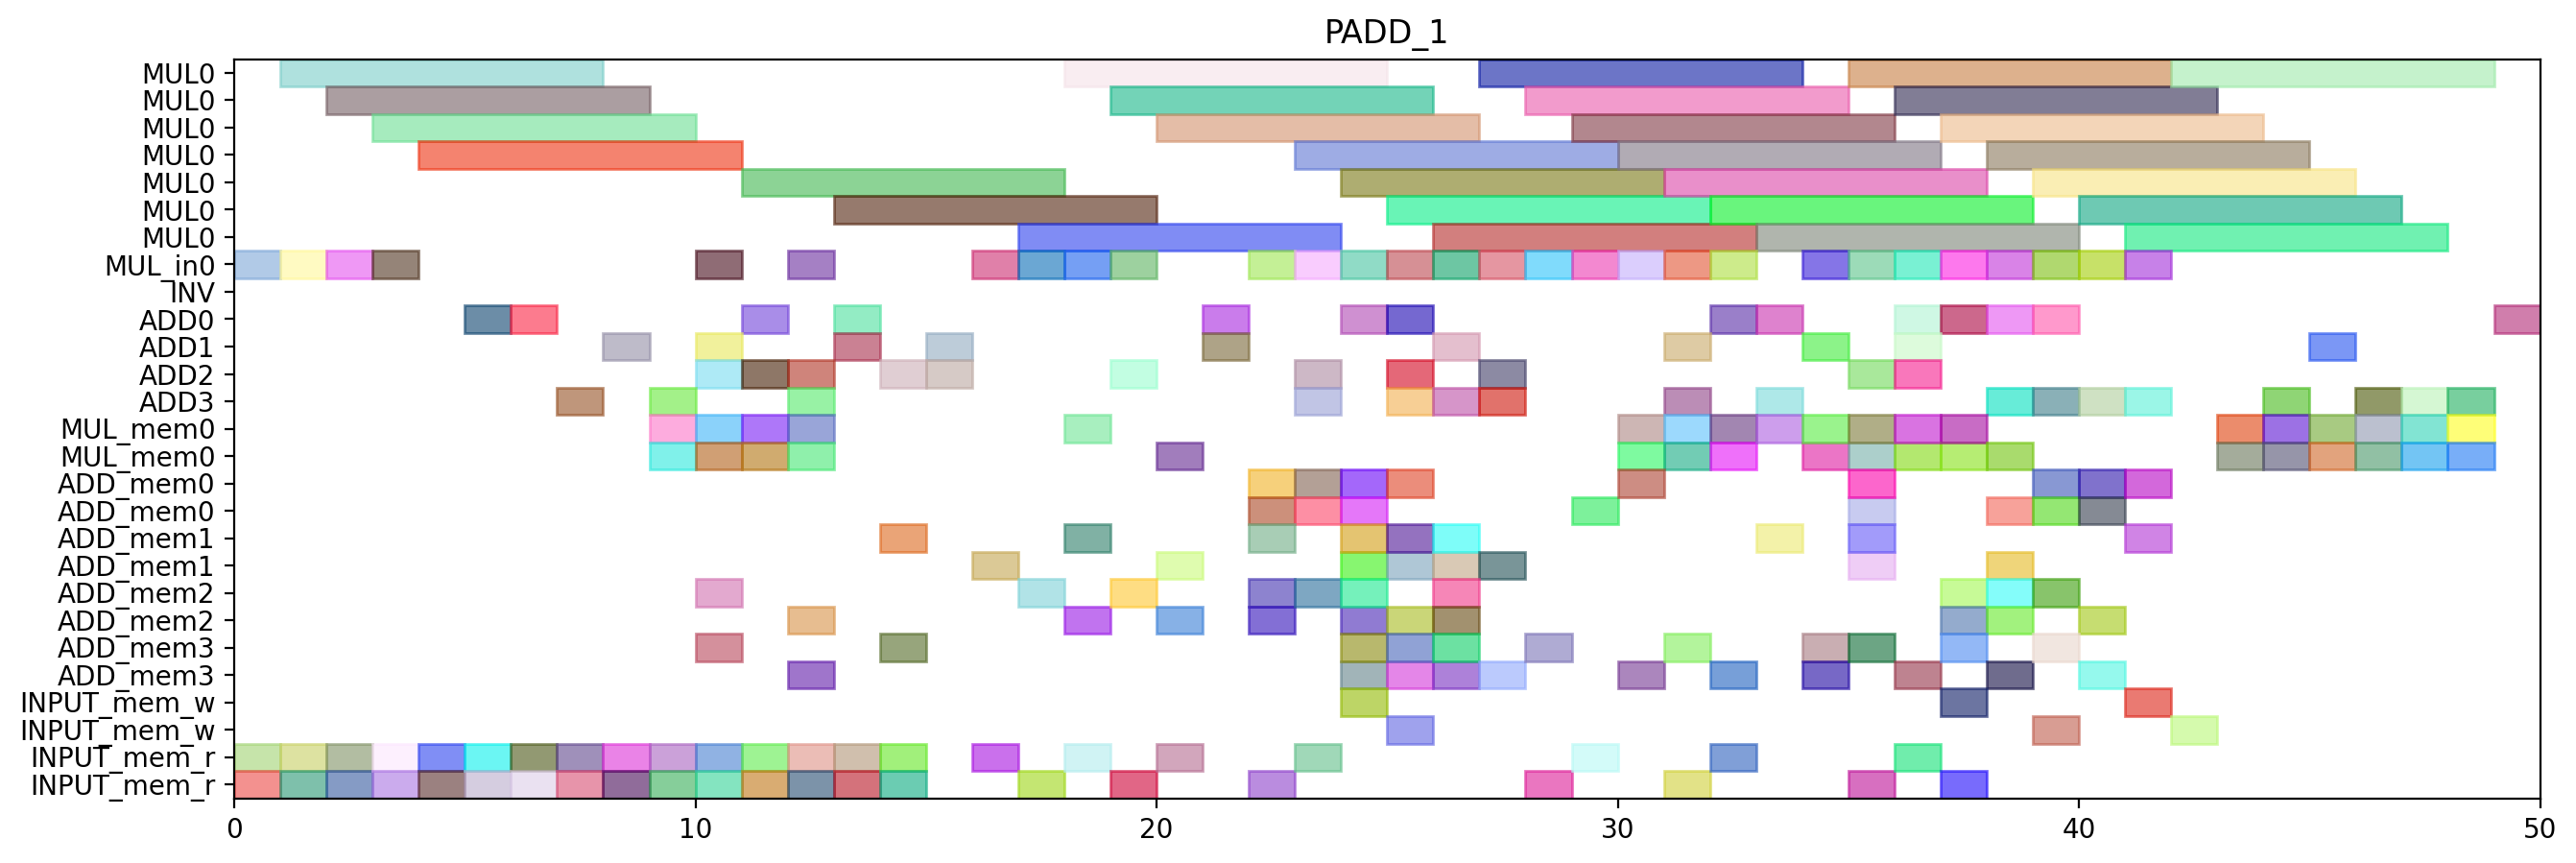 PADD_1
MUL0
MUL0
MUL0
MUL0
MUL0
MUL0
MUL0
MUL_in0
INV
ADD0
ADD1
ADD2
ADD3
MUL_mem0
MUL_mem0
ADD_mem0
ADD_mem0
ADD_mem1
ADD_mem1
ADD_mem2
ADD_mem2
ADD_mem3
ADD_mem3
INPUT_mem_w
INPUT_mem_w
INPUT_mem_r
INPUT_mem_r
0 10 20 30 40 50